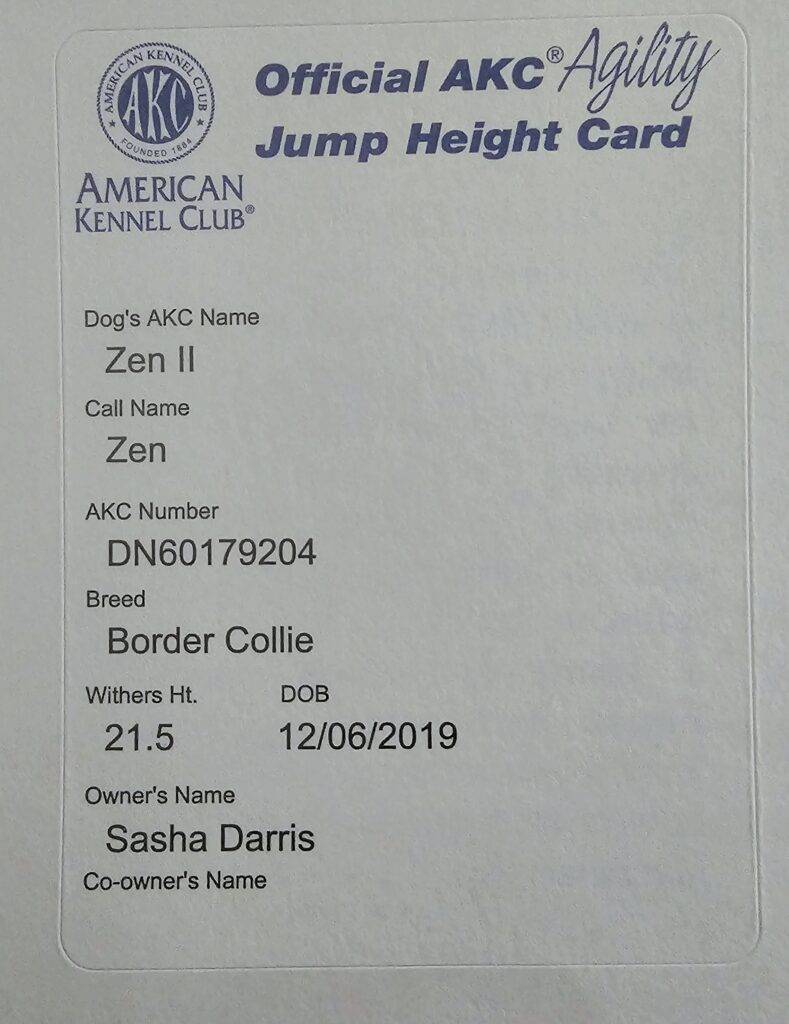 AMERICAN KENNEL CLUB
AKC
FOUNDED 1884
AMERICAN
KENNEL CLUB®
Official AKC® Agility
Jump Height Card
Dog's AKC Name
Zen II
Call Name
Zen
AKC Number
DN60179204
Breed
Border Collie
Withers Ht. DOB
21.5 12/06/2019
Owner's Name
Sasha Darris
Co-owner's Name